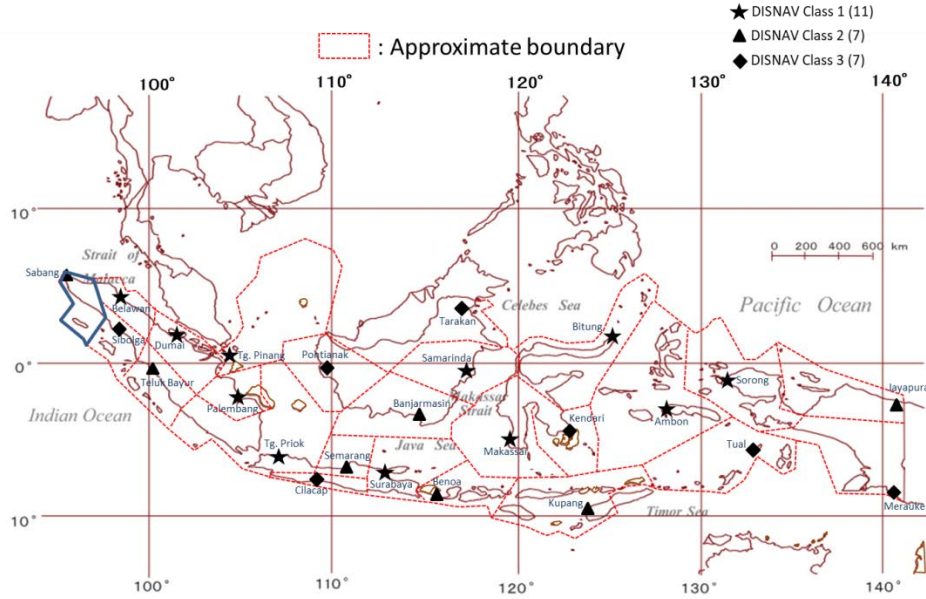 DISNAV Class 1 (11)
DISNAV Class 2 (7)
DISNAV Class 3 (7)
: Approximate boundary
100°
110°
120°
130°
140°
10°
Strait of
Malacca
Sabang
Belawan
0 200 400 600 km
Celebes Sea
Pacific Ocean
Tarakan
Bitung
Sibolga
Dumai
Tg. Pinang
Pontianak
Samarinda
0°
Teluk Bayur
Sorong
Jayapura
Palembang
Banjarmasin
Makassar
Strait
Indian Ocean
Kendari
Ambon
Tg. Priok
Java Sea
Makassar
Tual
Semarang
Cilacap
Surabaya
Benoa
Kupang
Timor Sea
Merauke
10°
100°
110°
120°
130°
140°